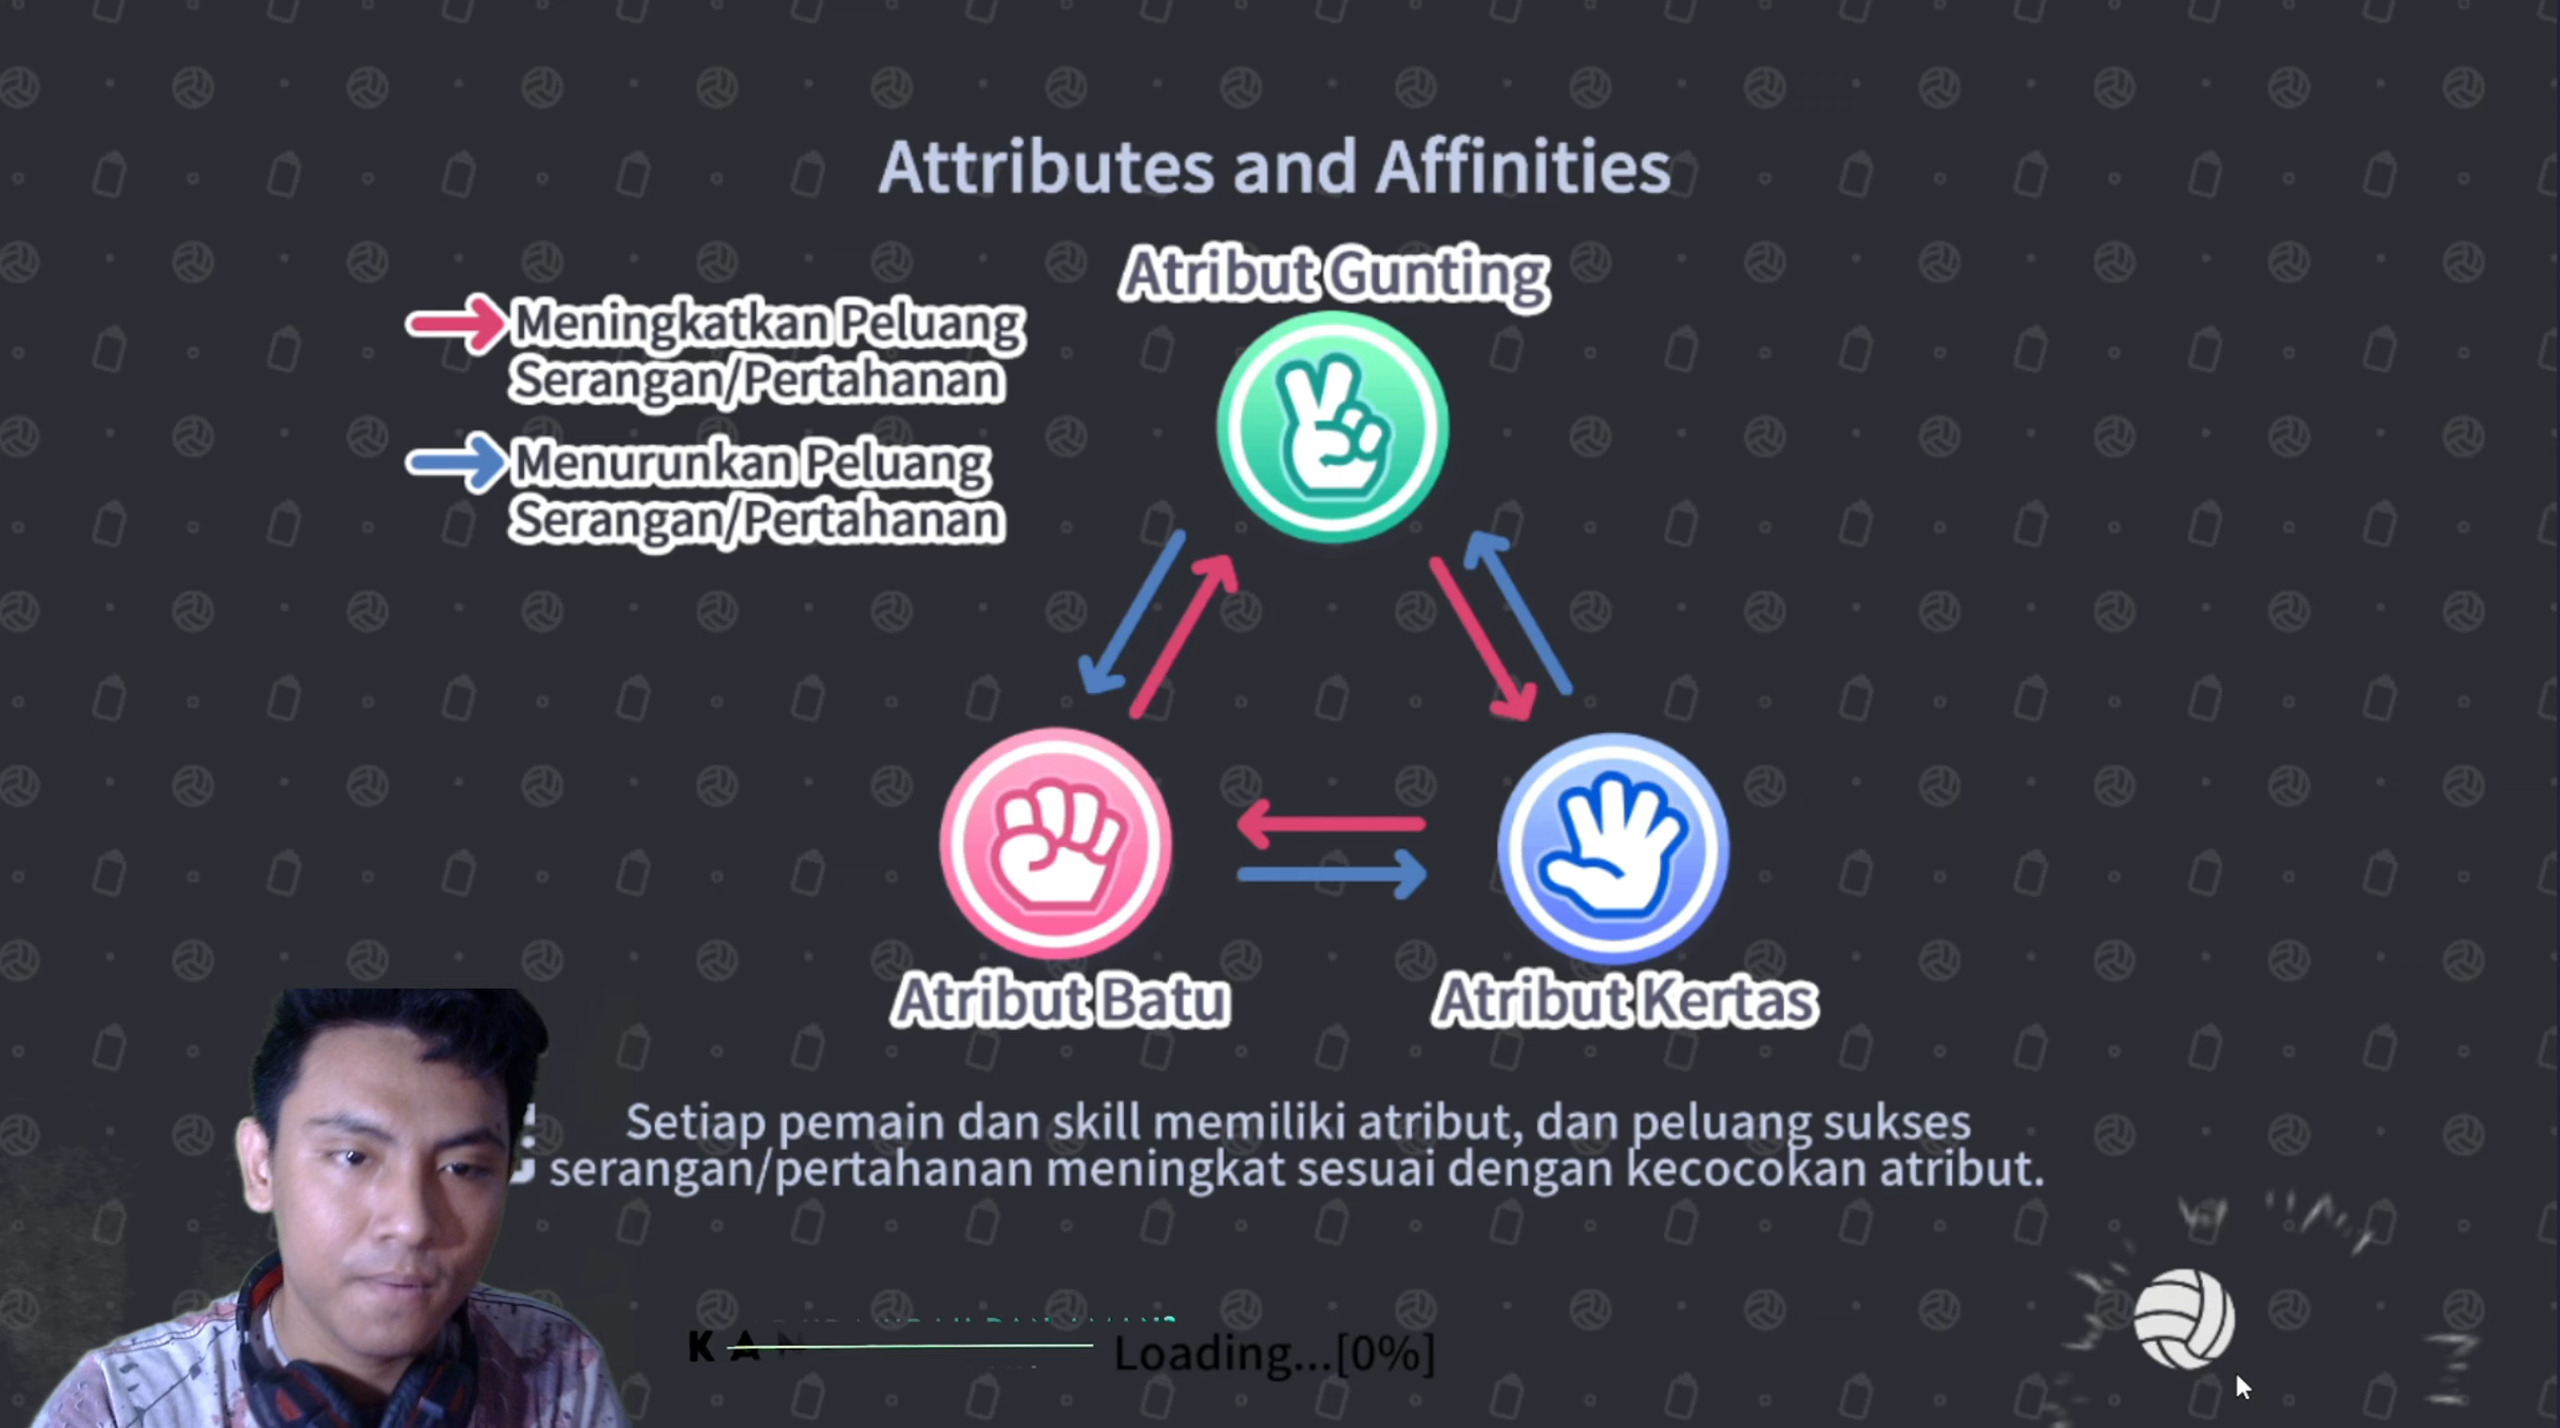 Attributes and Affinities
Atribut Gunting
Meningkatkan Peluang
Serangan/Pertahanan
Menurunkan Peluang
Serangan/Pertahanan
Atribut Batu
Atribut Kertas
Setiap pemain dan skill memiliki atribut, dan peluang sukses
serangan/pertahanan meningkat sesuai dengan kecocokan atribut.
K A N
Loading...[0%]